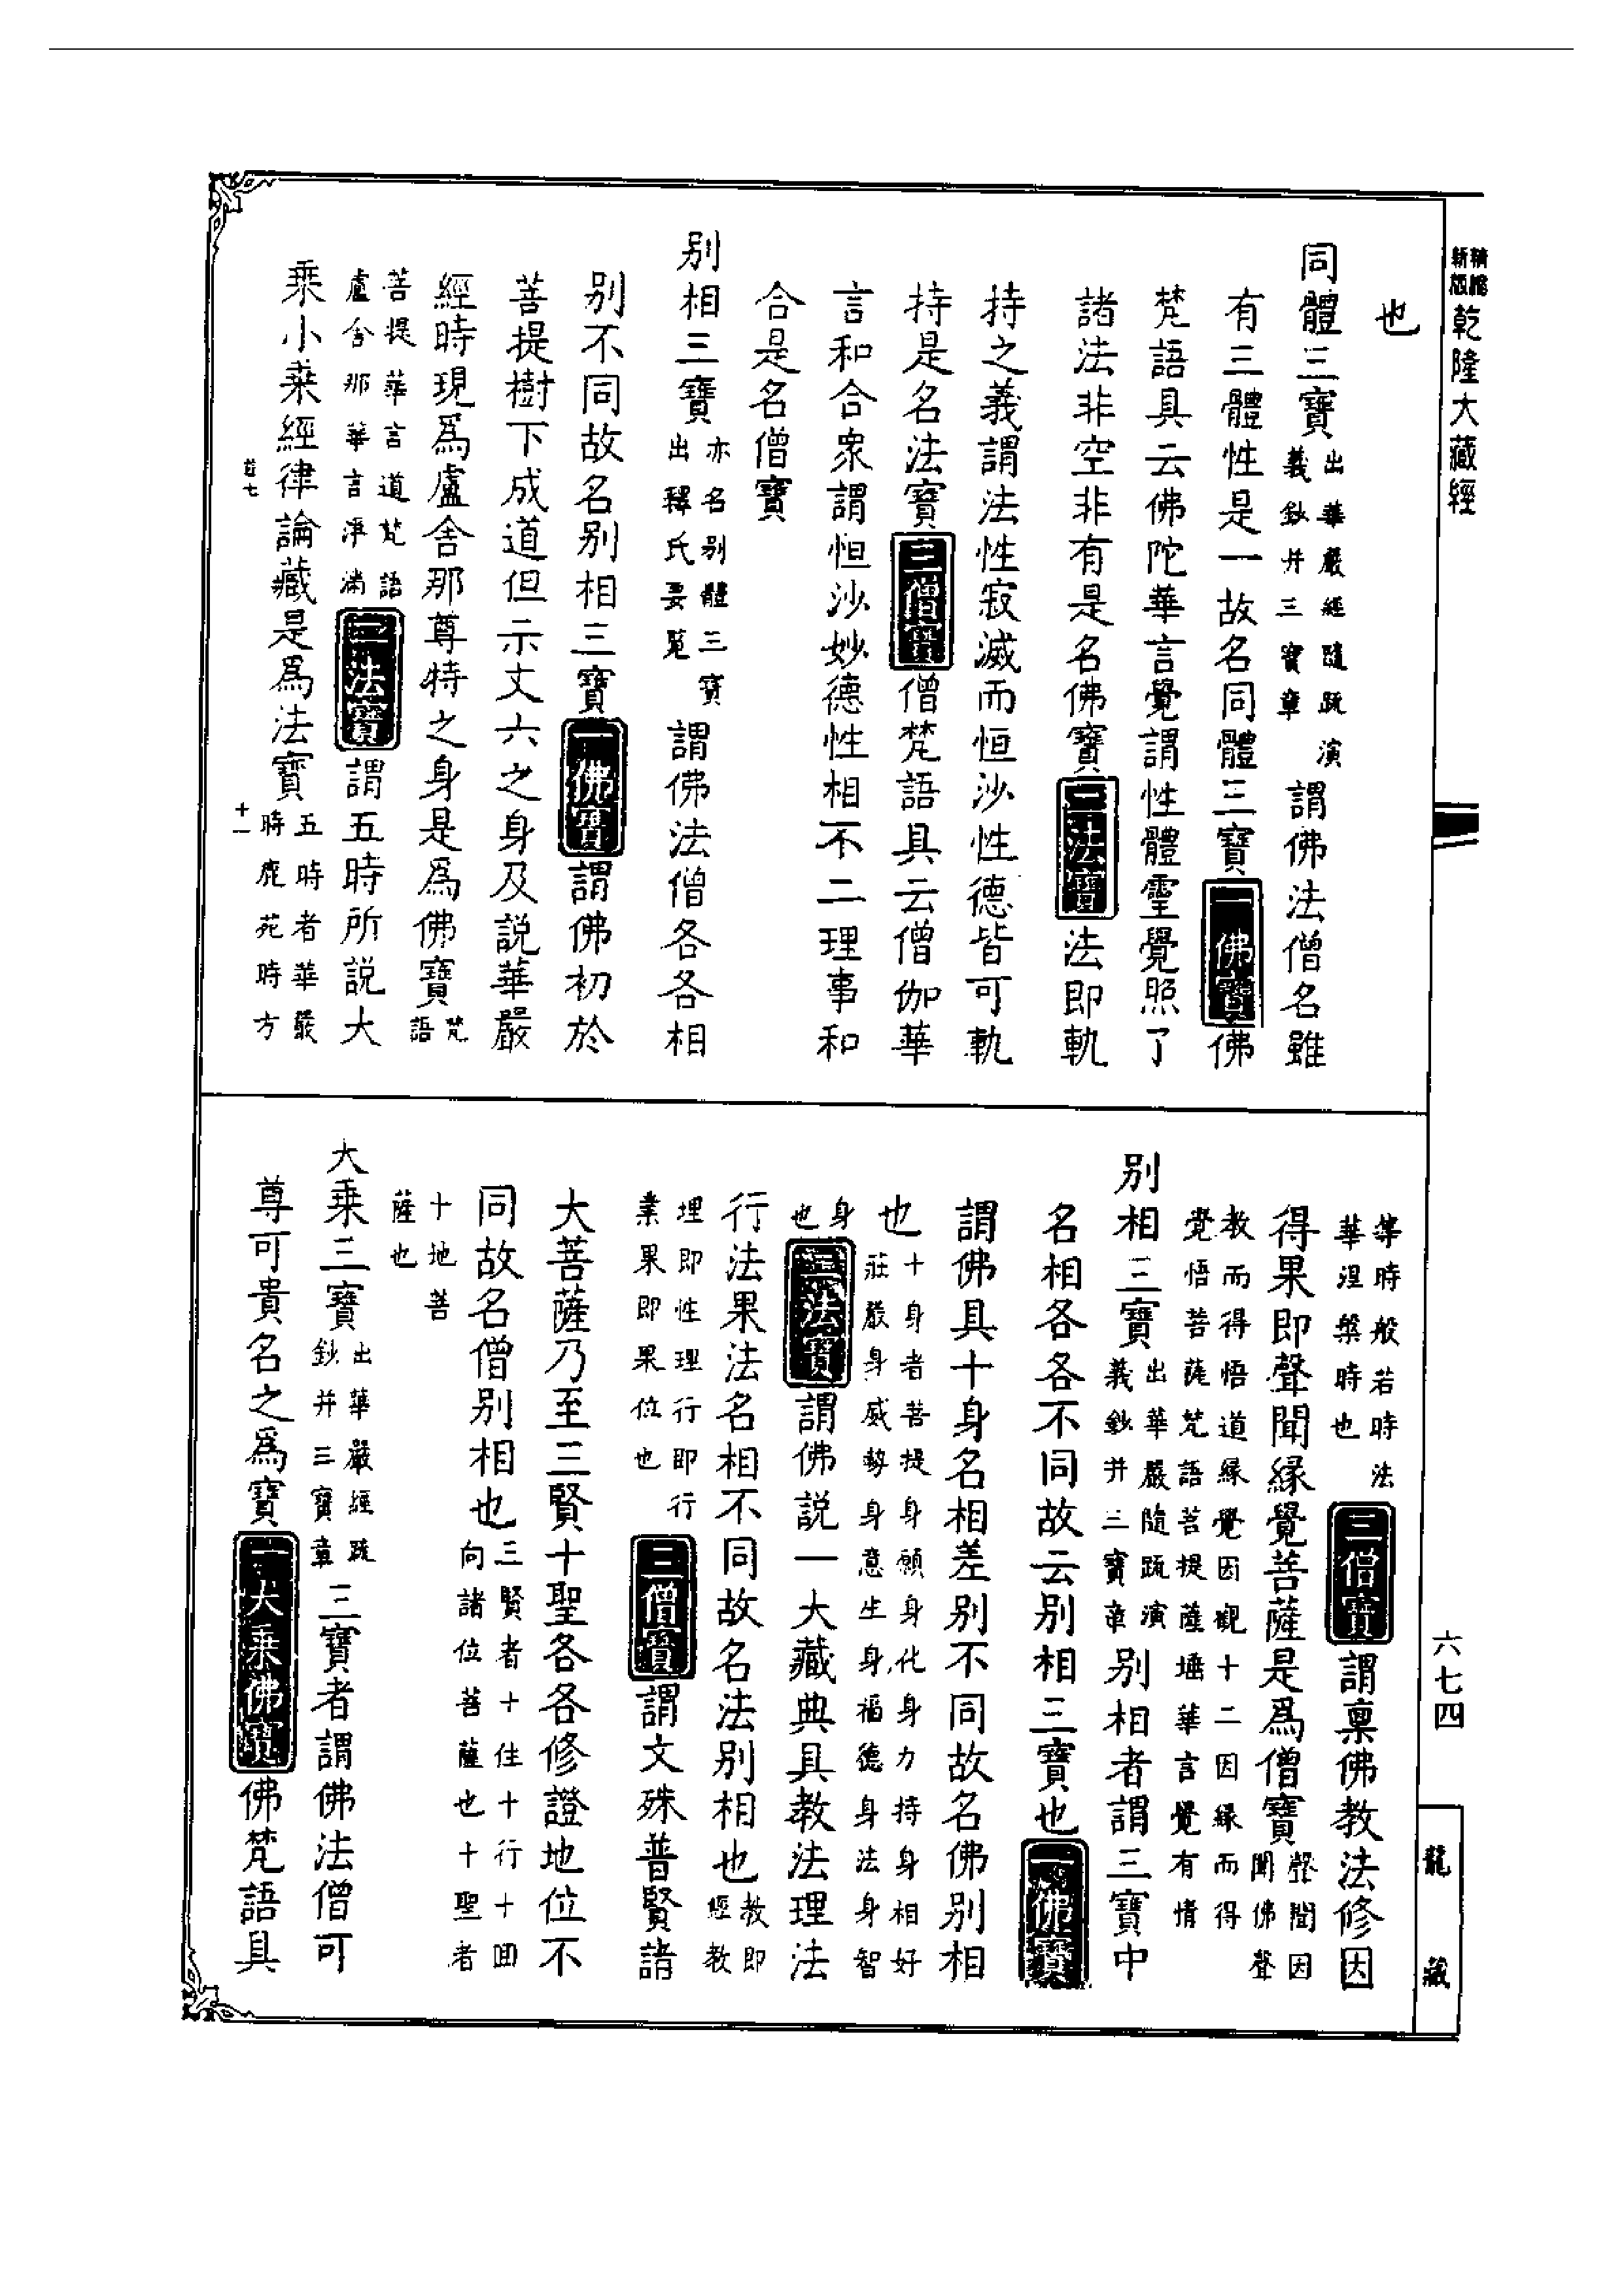 新版
精縮
乾隆大藏經
也
同體三寶出華嚴經隨疏演義鈔并三寶章謂佛法僧名雖
有三體性是一故名同體三寶一佛寶佛
梵語具云佛陀華言覺謂性體靈覺照了
諸法非空非有是名佛寶二法寶法即軌
持之義謂法性寂滅而恒沙性德皆可軌
持是名法寶三僧寶僧梵語具云僧伽華
言和合衆謂恒沙妙德性相不二理事和
合是名僧寶
別相三寶亦名別體三寶出釋氏要覧謂佛法僧各各相
別不同故名別相三寶一佛寶謂佛初於
菩提樹下成道但示丈六之身及説華嚴
經時現爲盧舍那尊特之身是爲佛寶梵語
菩提華言道梵語盧舍那華言淨滿二法寶謂五時所説大
乘小乘經律論藏是爲法寶五時者華嚴時鹿苑時方
十一
等時般若時法華涅槃時也三僧寶謂稟佛教法修因
得果即聲聞緣覺菩薩是爲僧寶聲聞因聞佛聲
教而得悟道緣覺因觀十二因緣而得覺悟菩薩梵語菩提薩埵華言覺有情
別相三寶出華嚴隨疏演義鈔并三寶章別相者謂三寶中
名相各各不同故云別相三寶也一佛寶
謂佛具十身名相差別不同故名佛別相
也十身者菩提身願身化身力持身相好莊嚴身威勢身意生身福德身法身智
身也二法寶謂佛説一大藏典具教法理法
行法果法名相不同故名法別相也教即經教
理即性理行即行業果即果位也三僧寶謂文殊普賢諸
大菩薩乃至三賢十聖各各修證地位不
同故名僧別相也三賢者十住十行十回向諸位菩薩也十聖者
十地菩薩也
大乘三寶出華嚴經疏鈔并三寶章三寶者謂佛法僧可
尊可貴名之爲寶一大乘佛寶佛梵語具
六七四
龍藏